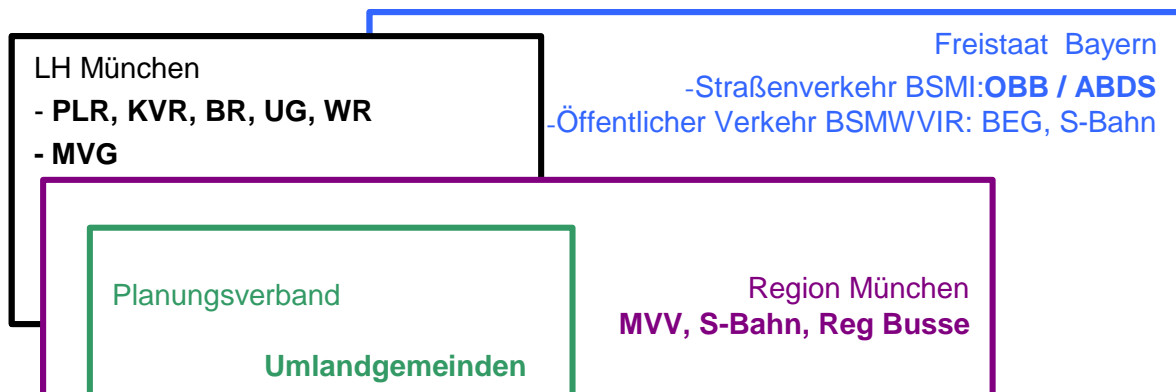 LH München
- PLR, KVR, BR, UG, WR
- MVG
Freistaat Bayern
-Straßenverkehr BSMI:OBB / ABDS
-Öffentlicher Verkehr BSMWVIR: BEG, S-Bahn
Planungsverband
Umlandgemeinden
Region München
MVV, S-Bahn, Reg Busse